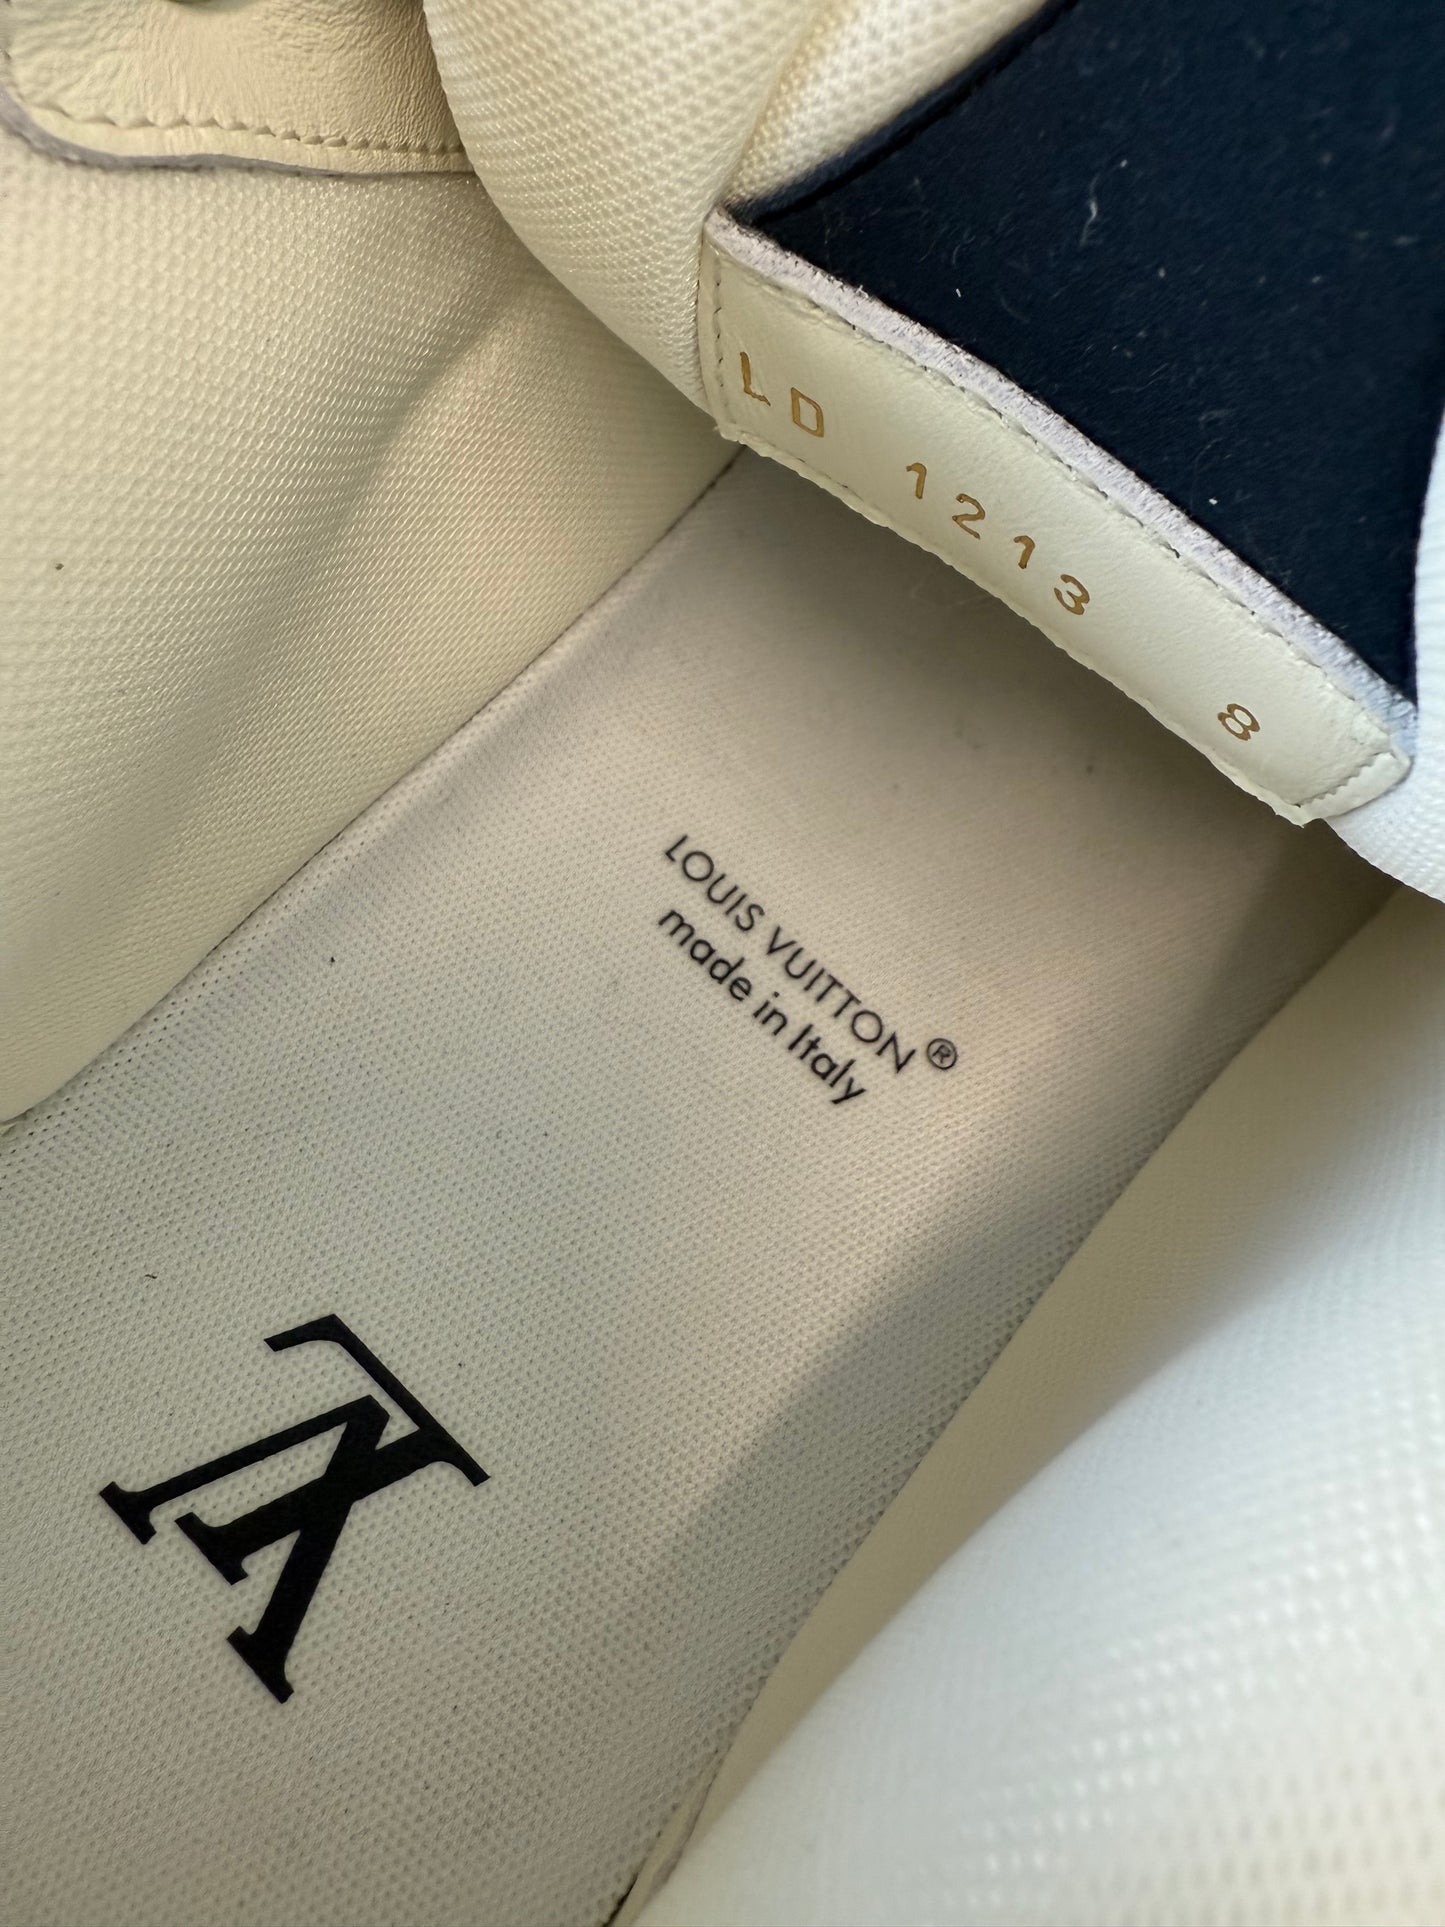 LD 1213 8
LOUIS VUITTON®
made in Italy
LV